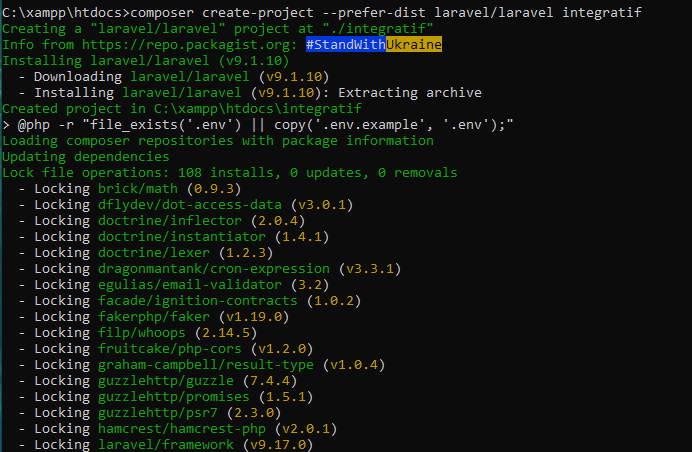 C:\xampp\htdocs>composer create-project --prefer-dist laravel/laravel integratif
Creating a "laravel/laravel" project at "./integratif"
Info from https://repo.packagist.org: #StandWithUkraine
Installing laravel/laravel (v9.1.10)
  - Downloading laravel/laravel (v9.1.10)
  - Installing laravel/laravel (v9.1.10): Extracting archive
Created project in C:\xampp\htdocs\integratif
> @php -r "file_exists('.env') || copy('.env.example', '.env');"
Loading composer repositories with package information
Updating dependencies
Lock file operations: 108 installs, 0 updates, 0 removals
  - Locking brick/math (0.9.3)
  - Locking dflydev/dot-access-data (v3.0.1)
  - Locking doctrine/inflector (2.0.4)
  - Locking doctrine/instantiator (1.4.1)
  - Locking doctrine/lexer (1.2.3)
  - Locking dragonmantank/cron-expression (v3.3.1)
  - Locking egulias/email-validator (3.2)
  - Locking facade/ignition-contracts (1.0.2)
  - Locking fakerphp/faker (v1.19.0)
  - Locking filp/whoops (2.14.5)
  - Locking fruitcake/php-cors (v1.2.0)
  - Locking graham-campbell/result-type (v1.0.4)
  - Locking guzzlehttp/guzzle (7.4.4)
  - Locking guzzlehttp/promises (1.5.1)
  - Locking guzzlehttp/psr7 (2.3.0)
  - Locking hamcrest/hamcrest-php (v2.0.1)
  - Locking laravel/framework (v9.17.0)